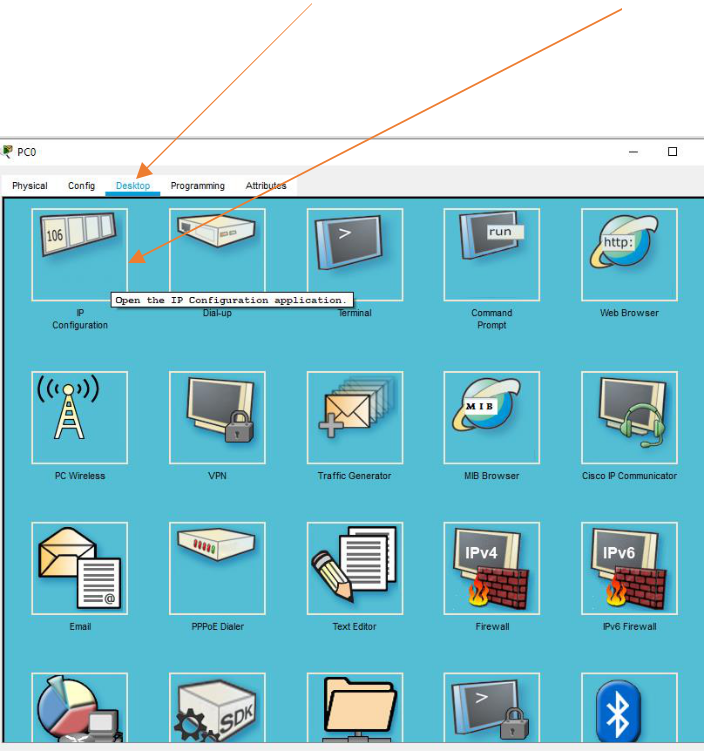 PC0
Physical Config Desktop Programming Attributes
106
>
run
http:
Open the IP Configuration application.
IP
Configuration
Dial-up
Terminal
Command
Prompt
Web Browser
MIB
PC Wireless
VPN
Traffic Generator
MIB Browser
Cisco IP Communicator
@
IPv4
IPv6
Email
PPPoE Dialer
Text Editor
Firewall
IPv6 Firewall
SDK
>